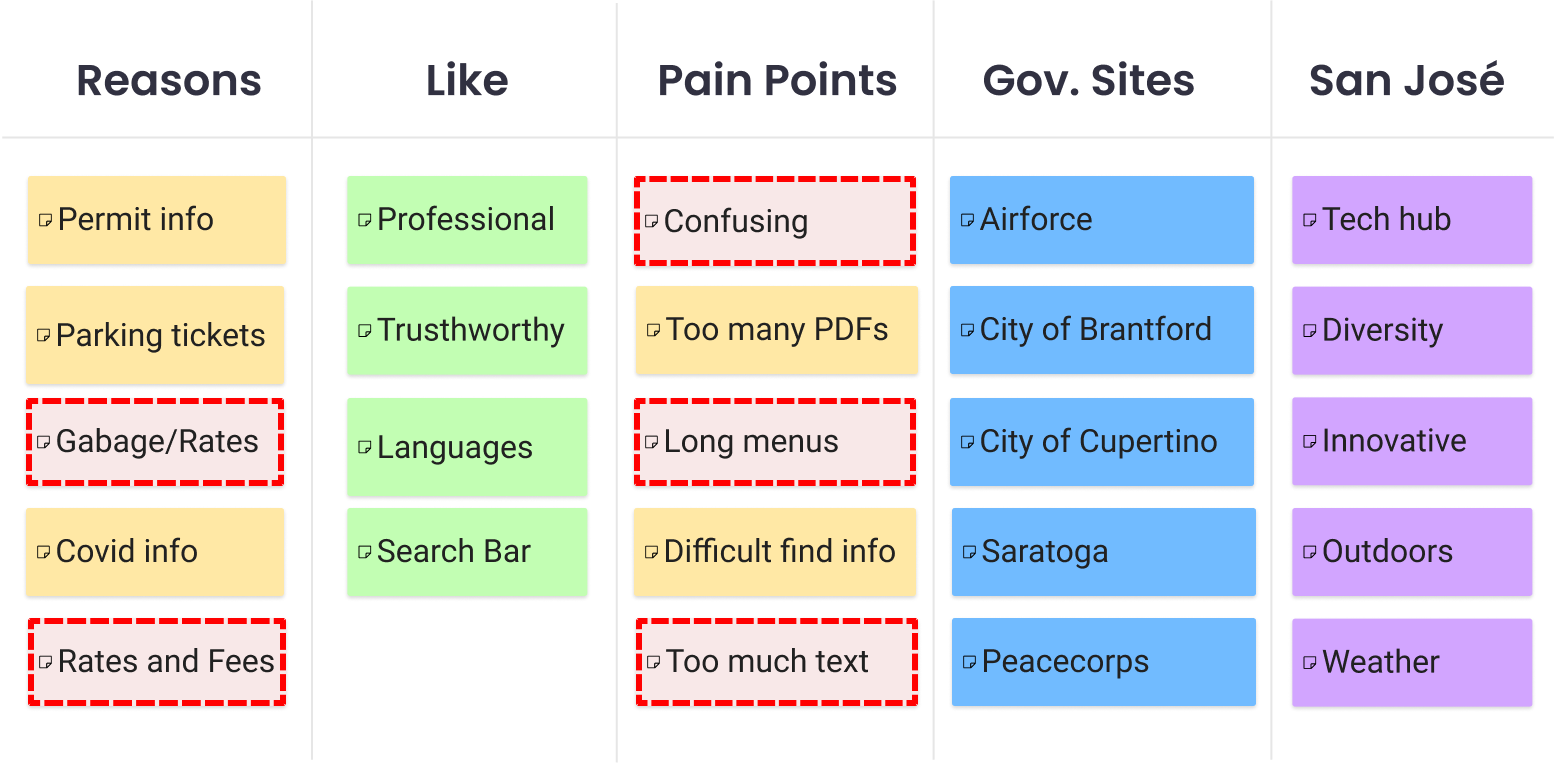 Reasons
Like
Pain Points
Gov. Sites
San José
Permit info
Professional
Confusing
Airforce
Tech hub
Parking tickets
Trusthworthy
Too many PDFs
City of Brantford
Diversity
Gabage/Rates
Languages
Long menus
City of Cupertino
Innovative
Covid info
Search Bar
Difficult find info
Saratoga
Outdoors
Rates and Fees
Too much text
Peacecorps
Weather